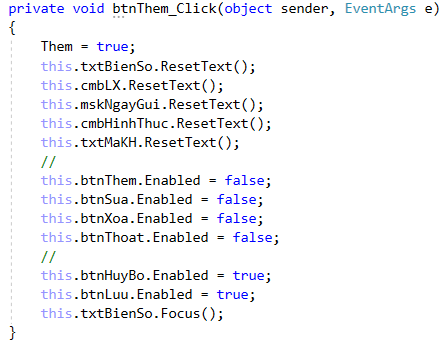 private void btnThem_Click(object sender, EventArgs e)
{
    Them = true;
    this.txtBienSo.ResetText();
    this.cmbLX.ResetText();
    this.mskNgayGui.ResetText();
    this.cmbHinhThuc.ResetText();
    this.txtMaKH.ResetText();
    //
    this.btnThem.Enabled = false;
    this.btnSua.Enabled = false;
    this.btnXoa.Enabled = false;
    this.btnThoat.Enabled = false;
    //
    this.btnHuyBo.Enabled = true;
    this.btnLuu.Enabled = true;
    this.txtBienSo.Focus();
}